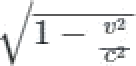 √(1 − v²/c²)